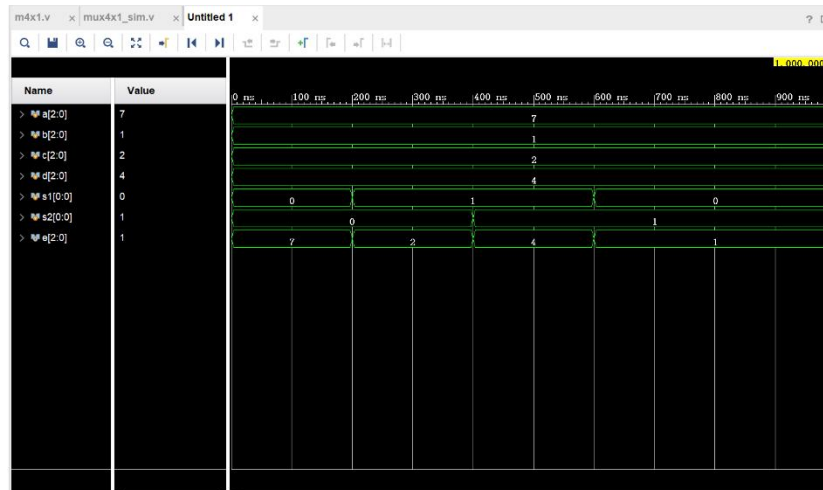 m4x1.v × mux4x1_sim.v × Untitled 1 ×
?
1,000,000
Name Value
0 ns 100 ns 200 ns 300 ns 400 ns 500 ns 600 ns 700 ns 800 ns 900 ns
a[2:0] 7 7
b[2:0] 1 1
c[2:0] 2 2
d[2:0] 4 4
s1[0:0] 0 0 1 0
s2[0:0] 1 0 1
e[2:0] 1 7 2 4 1